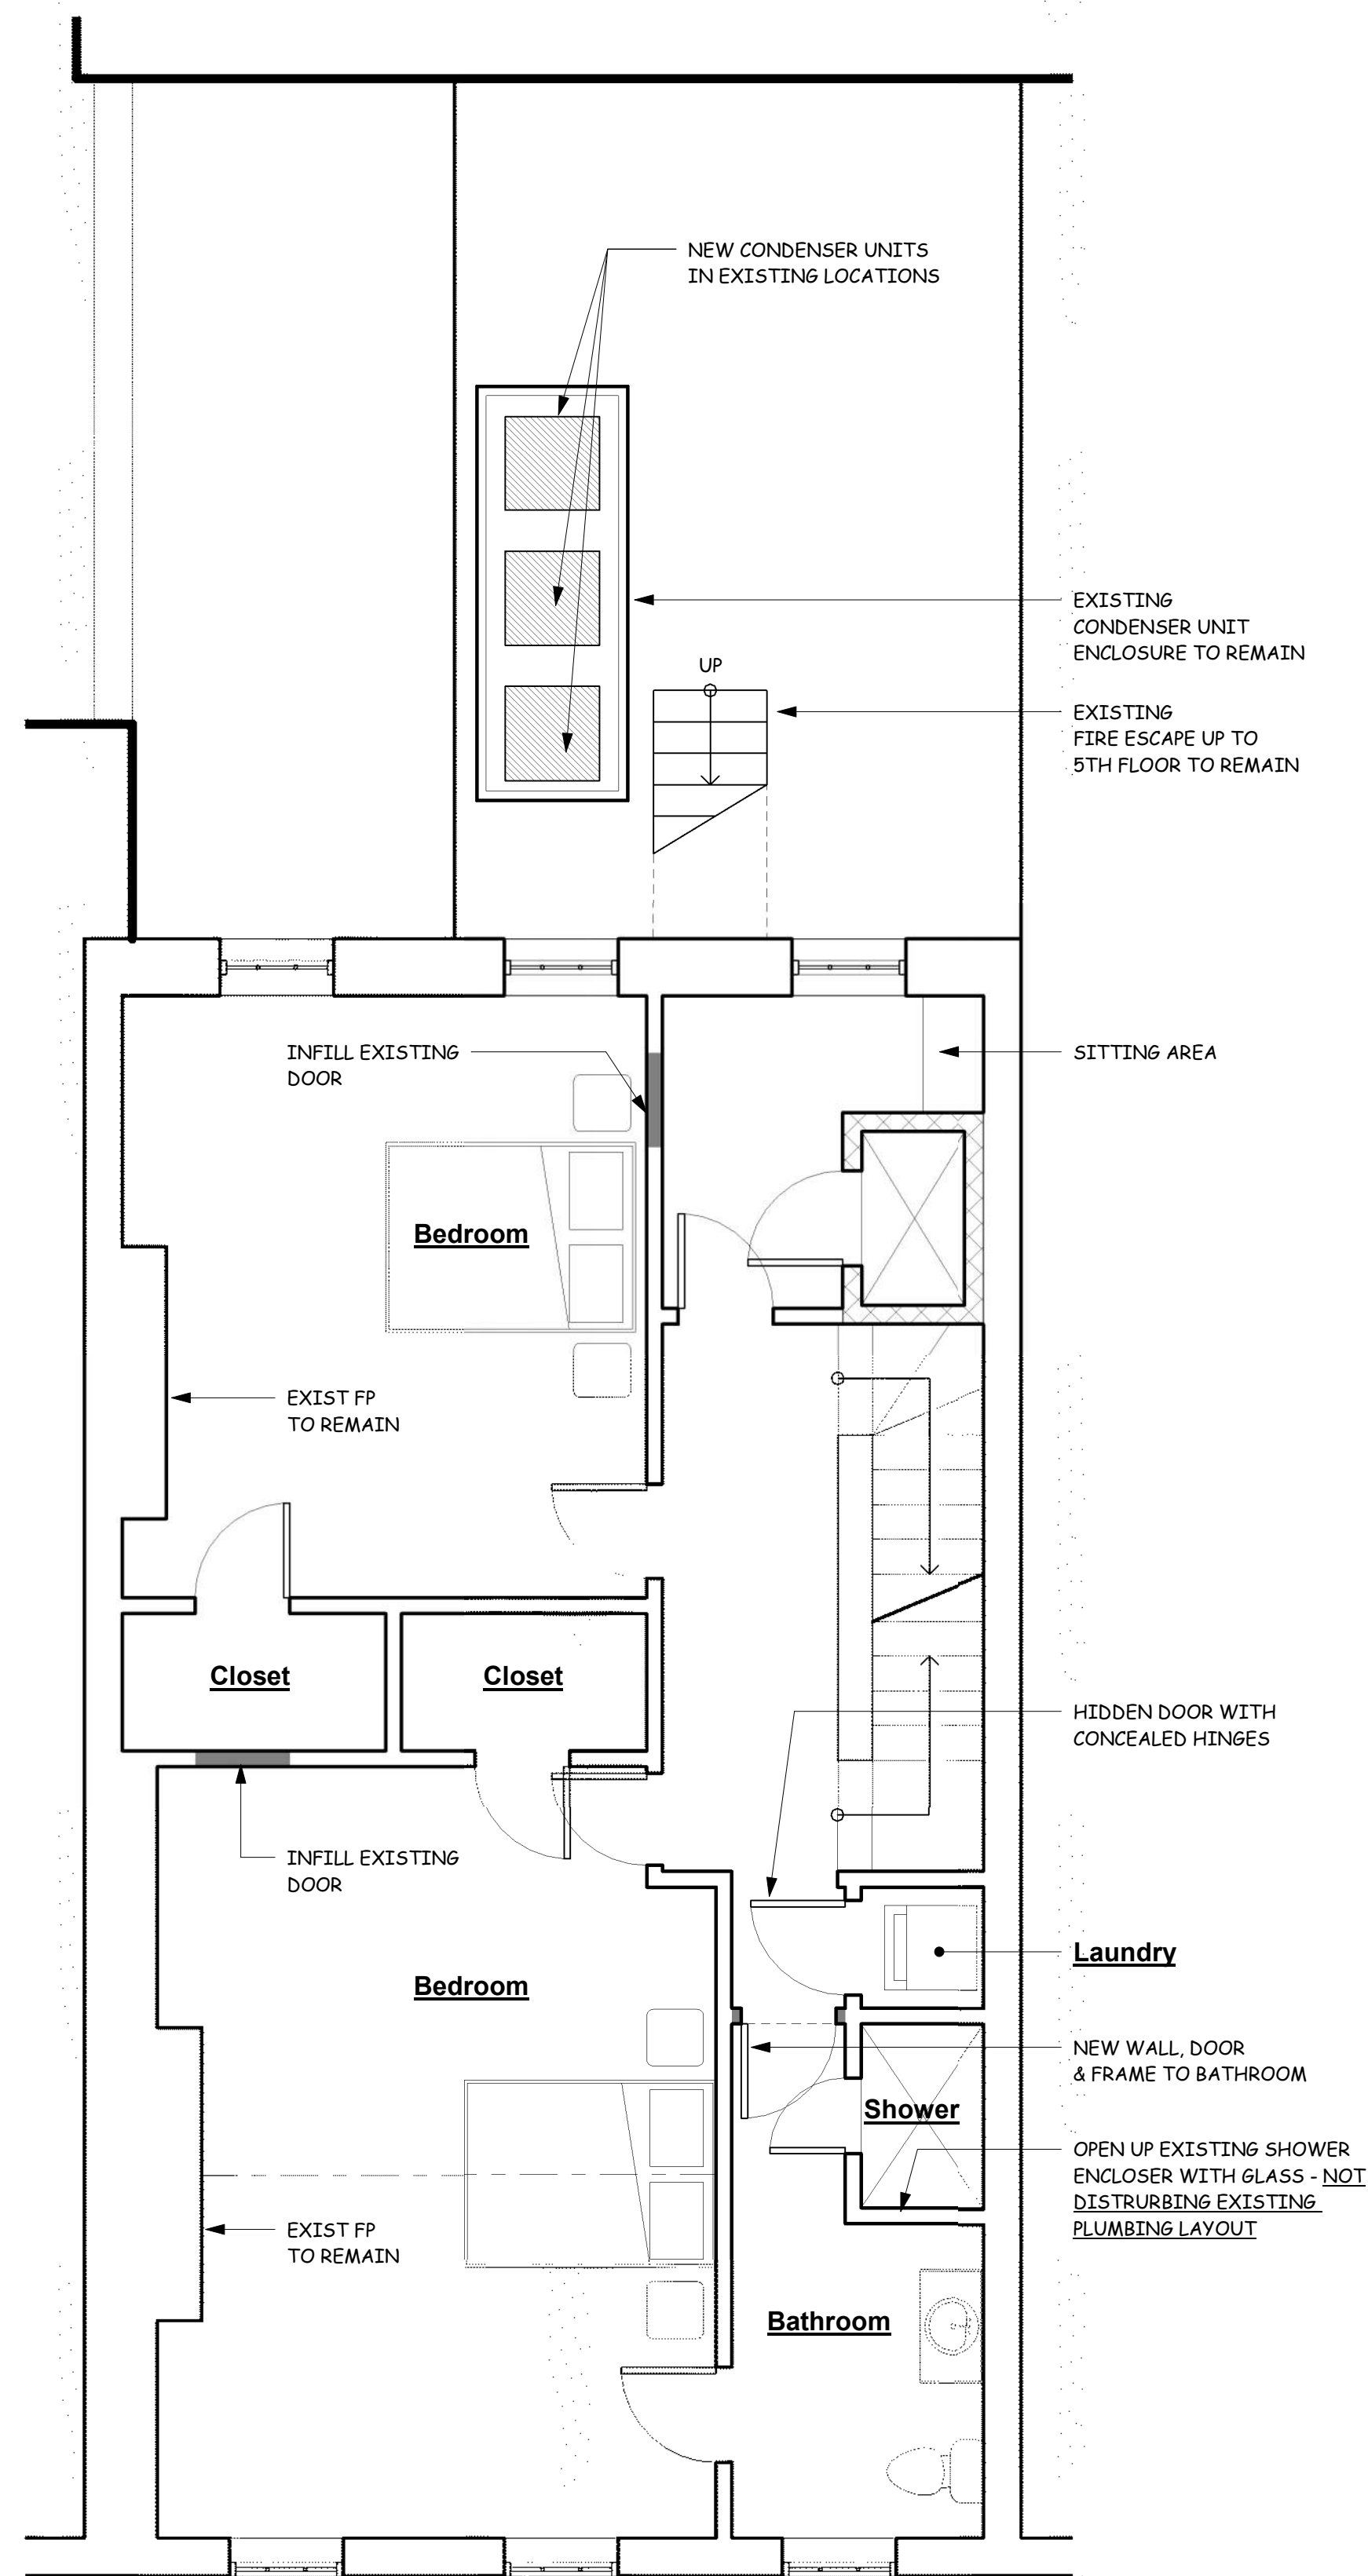 NEW CONDENSER UNITS
IN EXISTING LOCATIONS
EXISTING
CONDENSER UNIT
ENCLOSURE TO REMAIN
UP
EXISTING
FIRE ESCAPE UP TO
5TH FLOOR TO REMAIN
INFILL EXISTING
DOOR
SITTING AREA
Bedroom
EXIST FP
TO REMAIN
Closet
Closet
HIDDEN DOOR WITH
CONCEALED HINGES
INFILL EXISTING
DOOR
Laundry
Bedroom
NEW WALL, DOOR
& FRAME TO BATHROOM
Shower
OPEN UP EXISTING SHOWER
ENCLOSER WITH GLASS - NOT
DISTRURBING EXISTING
PLUMBING LAYOUT
EXIST FP
TO REMAIN
Bathroom